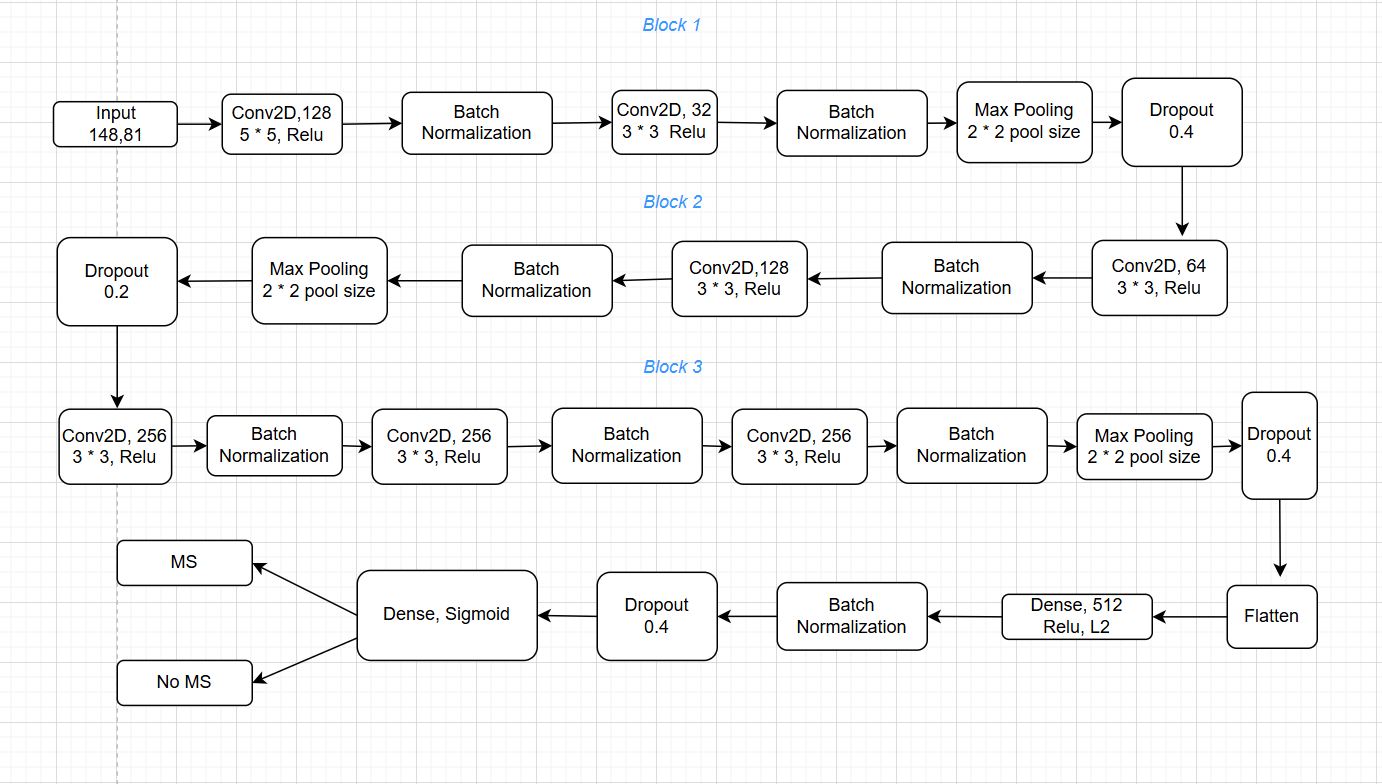 Block 1
Input
148,81
Conv2D,128
5 * 5, Relu
Batch
Normalization
Conv2D, 32
3 * 3 Relu
Batch
Normalization
Max Pooling
2 * 2 pool size
Dropout
0.4
Block 2
Dropout
0.2
Max Pooling
2 * 2 pool size
Batch
Normalization
Conv2D,128
3 * 3, Relu
Batch
Normalization
Conv2D, 64
3 * 3, Relu
Block 3
Conv2D, 256
3 * 3, Relu
Batch
Normalization
Conv2D, 256
3 * 3, Relu
Batch
Normalization
Conv2D, 256
3 * 3, Relu
Batch
Normalization
Max Pooling
2 * 2 pool size
Dropout
0.4
MS
No MS
Dense, Sigmoid
Dropout
0.4
Batch
Normalization
Dense, 512
Relu, L2
Flatten